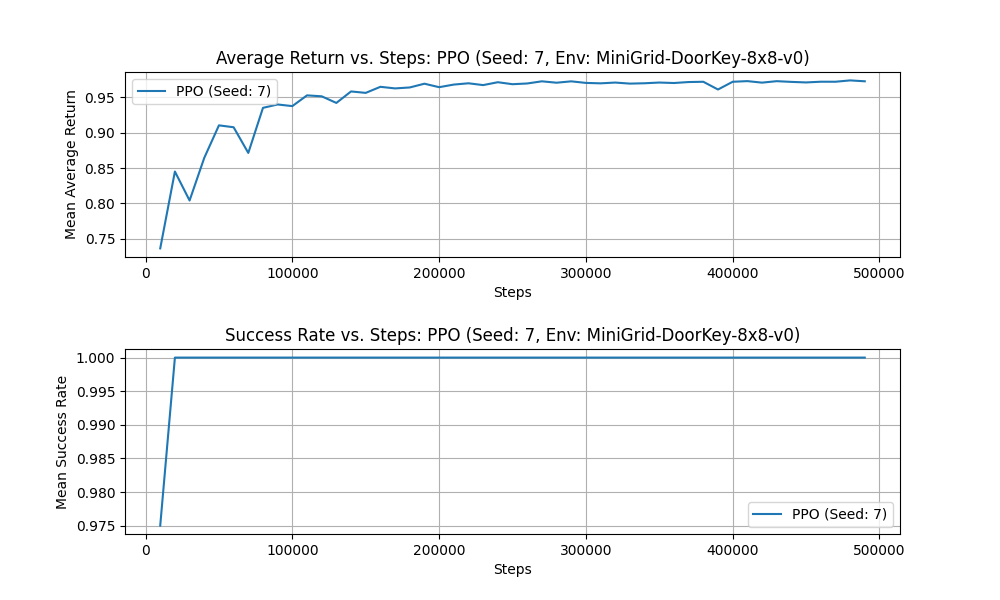 Average Return vs. Steps: PPO (Seed: 7, Env: MiniGrid-DoorKey-8x8-v0)
PPO (Seed: 7)
Mean Average Return
0.95
0.90
0.85
0.80
0.75
0 100000 200000 300000 400000 500000
Steps
Success Rate vs. Steps: PPO (Seed: 7, Env: MiniGrid-DoorKey-8x8-v0)
Mean Success Rate
1.000
0.995
0.990
0.985
0.980
0.975
PPO (Seed: 7)
0 100000 200000 300000 400000 500000
Steps